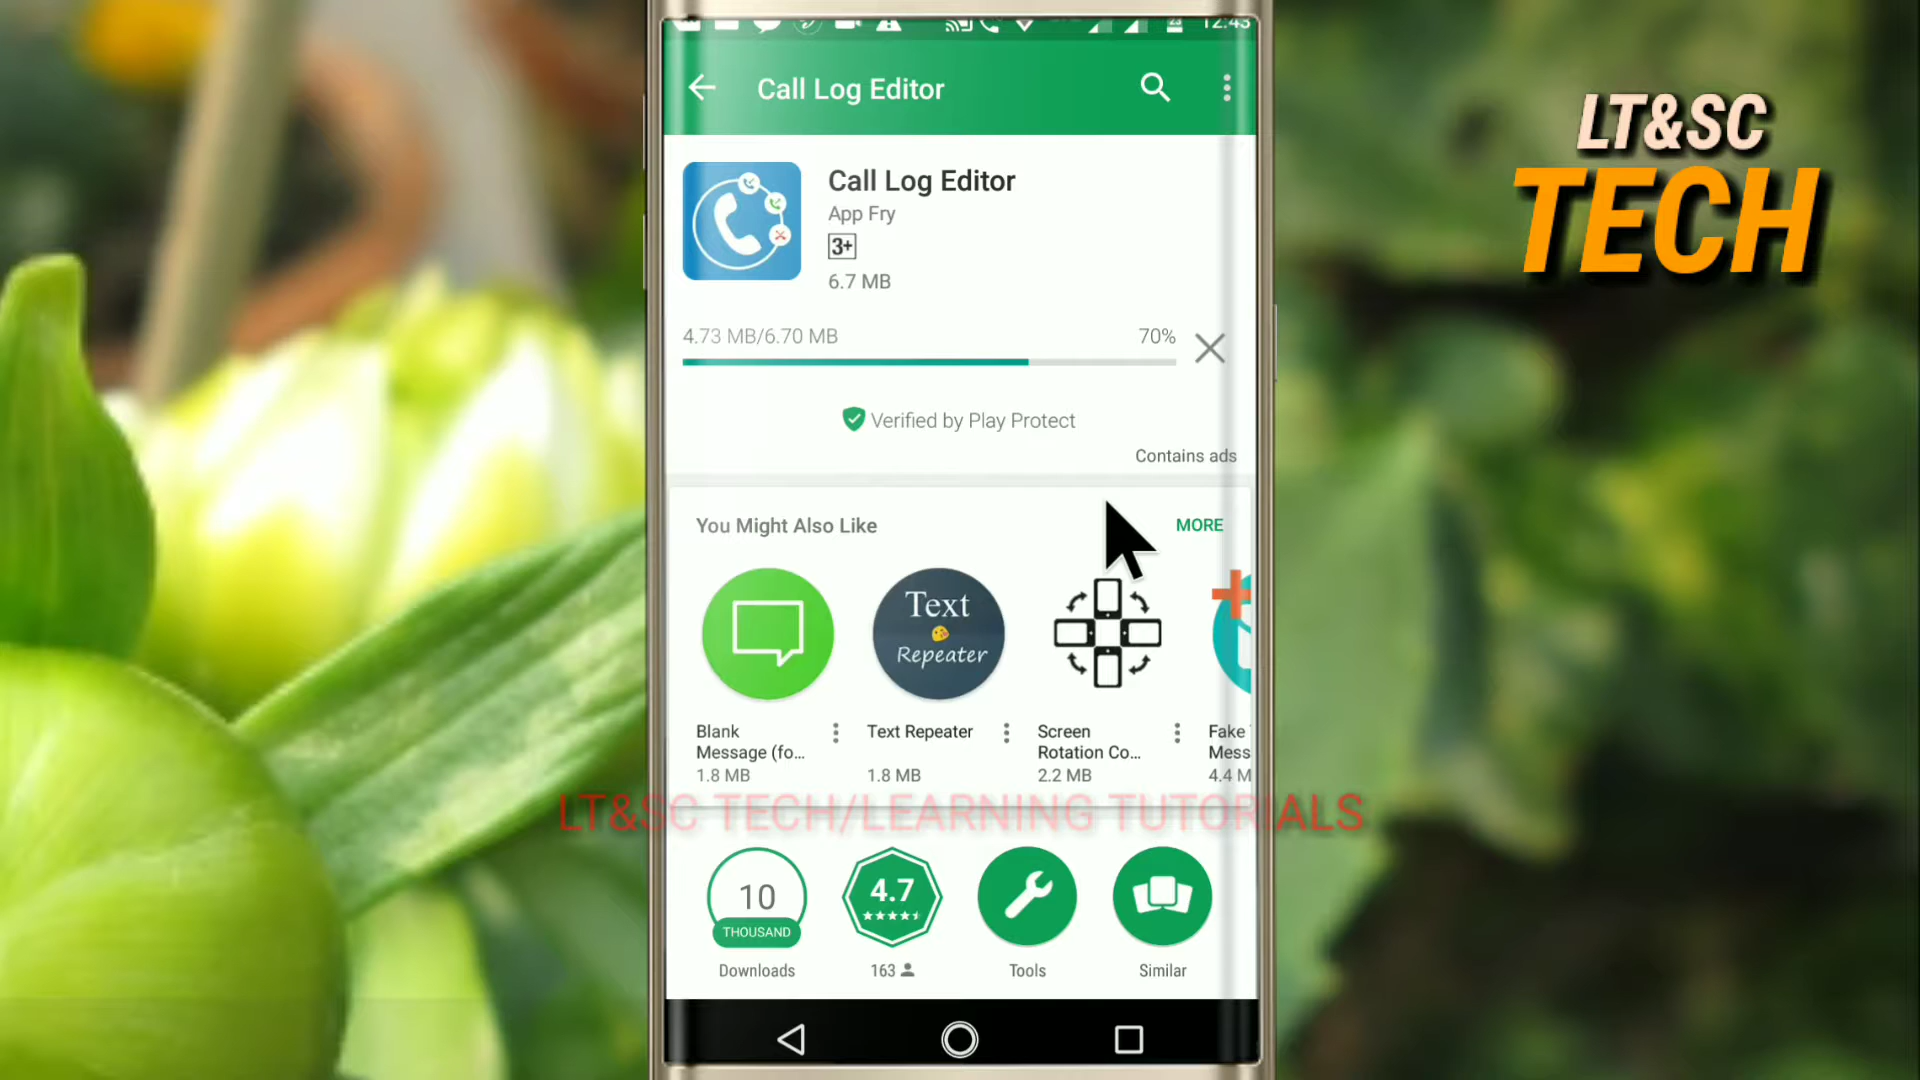 12:43
Call Log Editor
LT&SC
TECH
Call Log Editor
App Fry
3+
6.7 MB
4.73 MB/6.70 MB
70%
Verified by Play Protect
Contains ads
You Might Also Like
MORE
Text
Repeater
Blank
Message (fo...
1.8 MB
Text Repeater
1.8 MB
Screen
Rotation Co...
2.2 MB
Fake
Mess
4.4 M
LT&SC TECH/LEARNING TUTORIALS
10
THOUSAND
Downloads
4.7
163
Tools
Similar